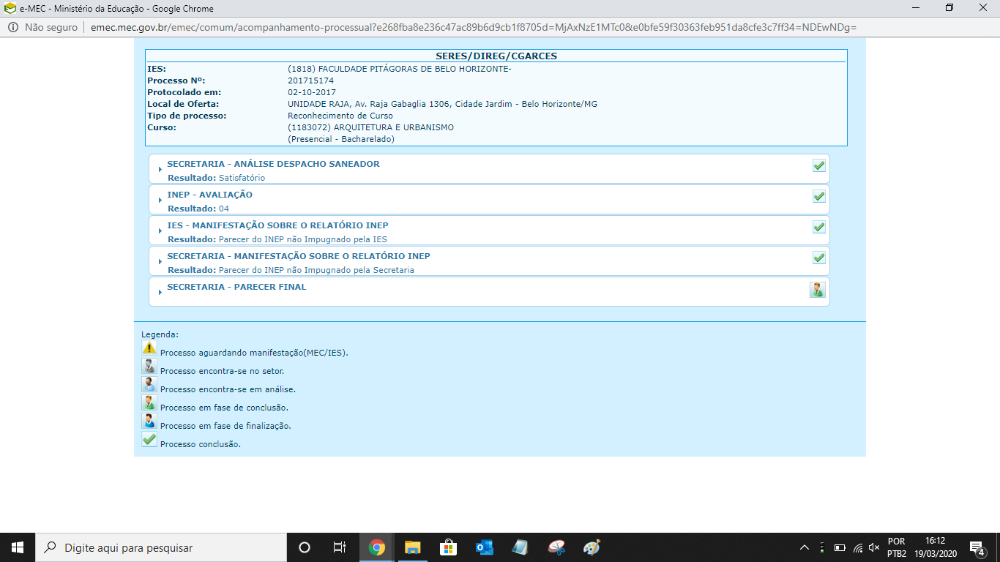 e-MEC - Ministério da Educação - Google Chrome
Não seguro
emec.mec.gov.br/emec/comum/acompanhamento-processual?e268fba8e236c47ac89b6d9cb1f8705d=MjAxNzE1MTc0&e0bfe59f30363feb951da8cfe3c7ff34=NDEwNDg=
SERES/DIREG/CGARCES
IES: (1818) FACULDADE PITÁGORAS DE BELO HORIZONTE-
Processo Nº: 201715174
Protocolado em: 02-10-2017
Local de Oferta: UNIDADE RAJA, Av. Raja Gabaglia 1306, Cidade Jardim - Belo Horizonte/MG
Tipo de processo: Reconhecimento de Curso
Curso: (1183072) ARQUITETURA E URBANISMO
(Presencial - Bacharelado)
SECRETARIA - ANÁLISE DESPACHO SANEADOR
Resultado: Satisfatório
INEP - AVALIAÇÃO
Resultado: 04
IES - MANIFESTAÇÃO SOBRE O RELATÓRIO INEP
Resultado: Parecer do INEP não Impugnado pela IES
SECRETARIA - MANIFESTAÇÃO SOBRE O RELATÓRIO INEP
Resultado: Parecer do INEP não Impugnado pela Secretaria
SECRETARIA - PARECER FINAL
Legenda:
Processo aguardando manifestação(MEC/IES).
Processo encontra-se no setor.
Processo encontra-se em análise.
Processo em fase de conclusão.
Processo em fase de finalização.
Processo conclusão.
Digite aqui para pesquisar
POR
PTB2
16:12
19/03/2020
4